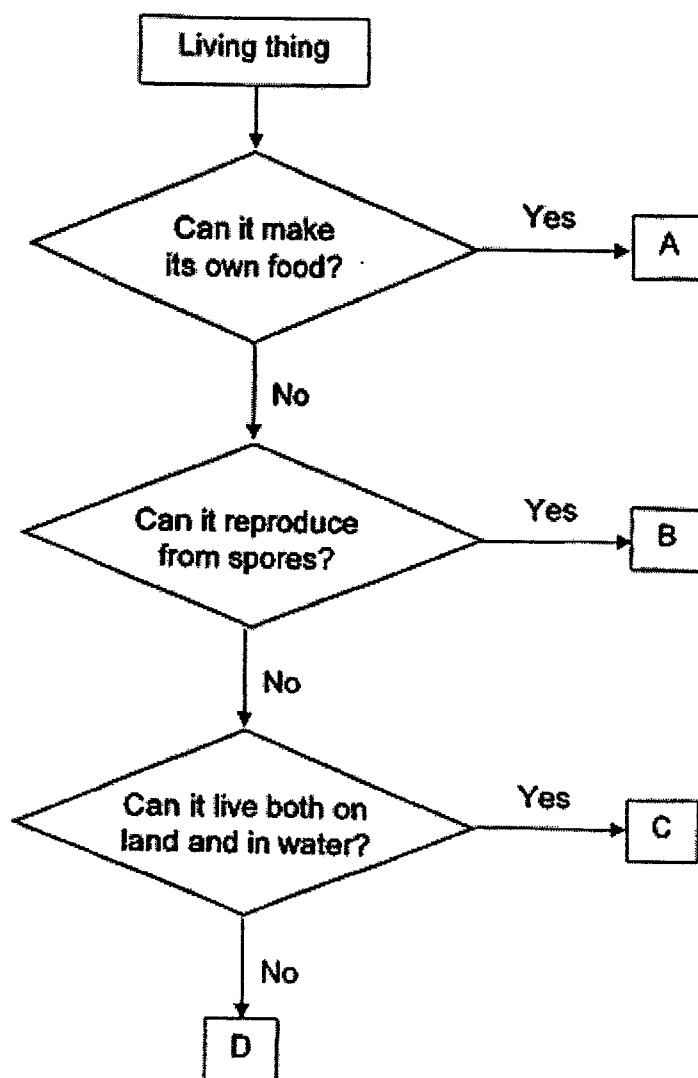 Living thing
Can it make
its own food?
Yes
A
No
Can it reproduce
from spores?
Yes
B
No
Can it live both on
land and in water?
Yes
C
No
D